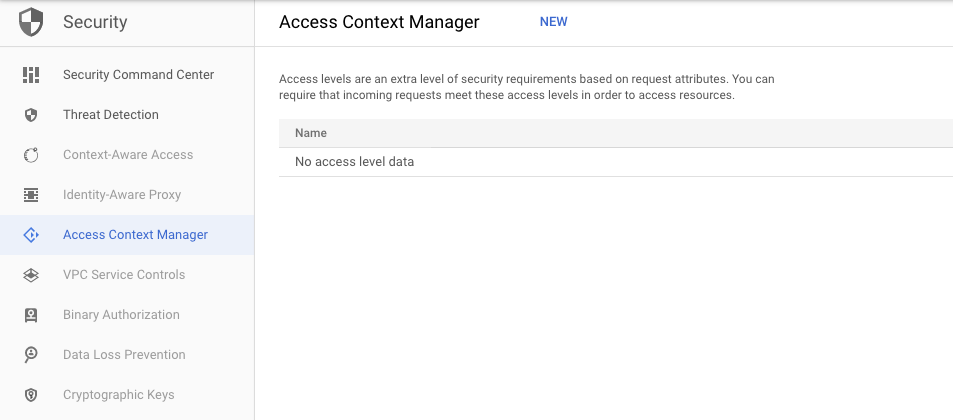 Security
Access Context Manager NEW
Security Command Center
Threat Detection
Context-Aware Access
Identity-Aware Proxy
Access Context Manager
VPC Service Controls
Binary Authorization
Data Loss Prevention
Cryptographic Keys
Access levels are an extra level of security requirements based on request attributes. You can
require that incoming requests meet these access levels in order to access resources.
Name
No access level data